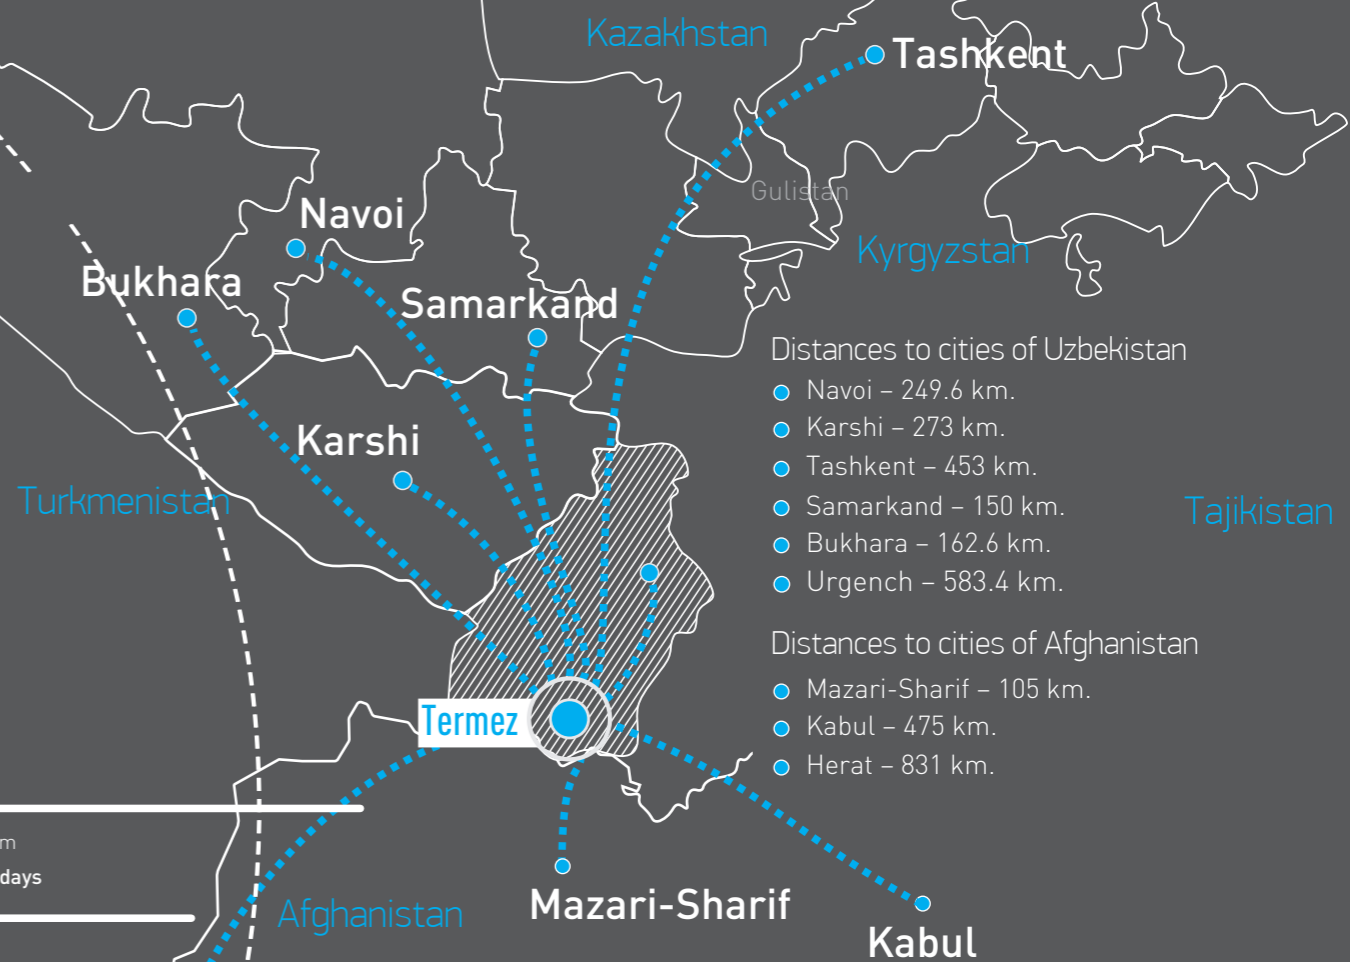 Kazakhstan
Tashkent
Gulistan
Navoi
Kyrgyzstan
Bukhara
Samarkand
Karshi
Turkmenistan
Tajikistan
Distances to cities of Uzbekistan
Navoi – 249.6 km.
Karshi – 273 km.
Tashkent – 453 km.
Samarkand – 150 km.
Bukhara – 162.6 km.
Urgench – 583.4 km.
Distances to cities of Afghanistan
Mazari-Sharif – 105 km.
Kabul – 475 km.
Herat – 831 km.
Termez
m
days
Afghanistan
Mazari-Sharif
Kabul